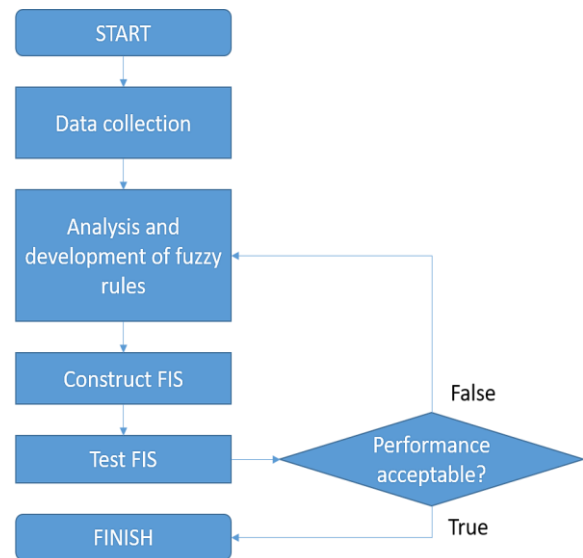 START
Data collection
Analysis and
development of fuzzy
rules
Construct FIS
False
Test FIS
Performance
acceptable?
True
FINISH